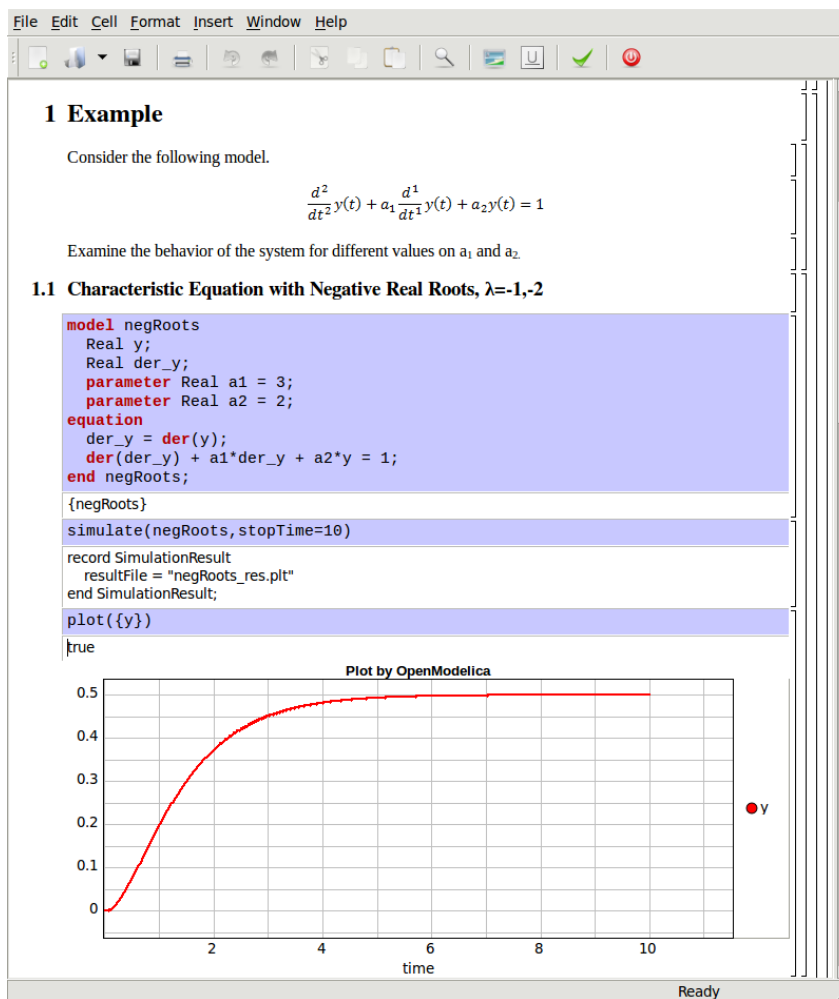 File Edit Cell Format Insert Window Help
1 Example
Consider the following model.
d²/dt² y(t) + a₁ d¹/dt¹ y(t) + a₂y(t) = 1
Examine the behavior of the system for different values on a₁ and a₂.
1.1 Characteristic Equation with Negative Real Roots, λ=-1,-2
model negRoots
Real y;
Real der_y;
parameter Real a1 = 3;
parameter Real a2 = 2;
equation
der_y = der(y);
der(der_y) + a1*der_y + a2*y = 1;
end negRoots;
{negRoots}
simulate(negRoots,stopTime=10)
record SimulationResult
resultFile = "negRoots_res.plt"
end SimulationResult;
plot({y})
true
Plot by OpenModelica
0.5
0.4
0.3
0.2
0.1
0
y
2 4 6 8 10
time
Ready